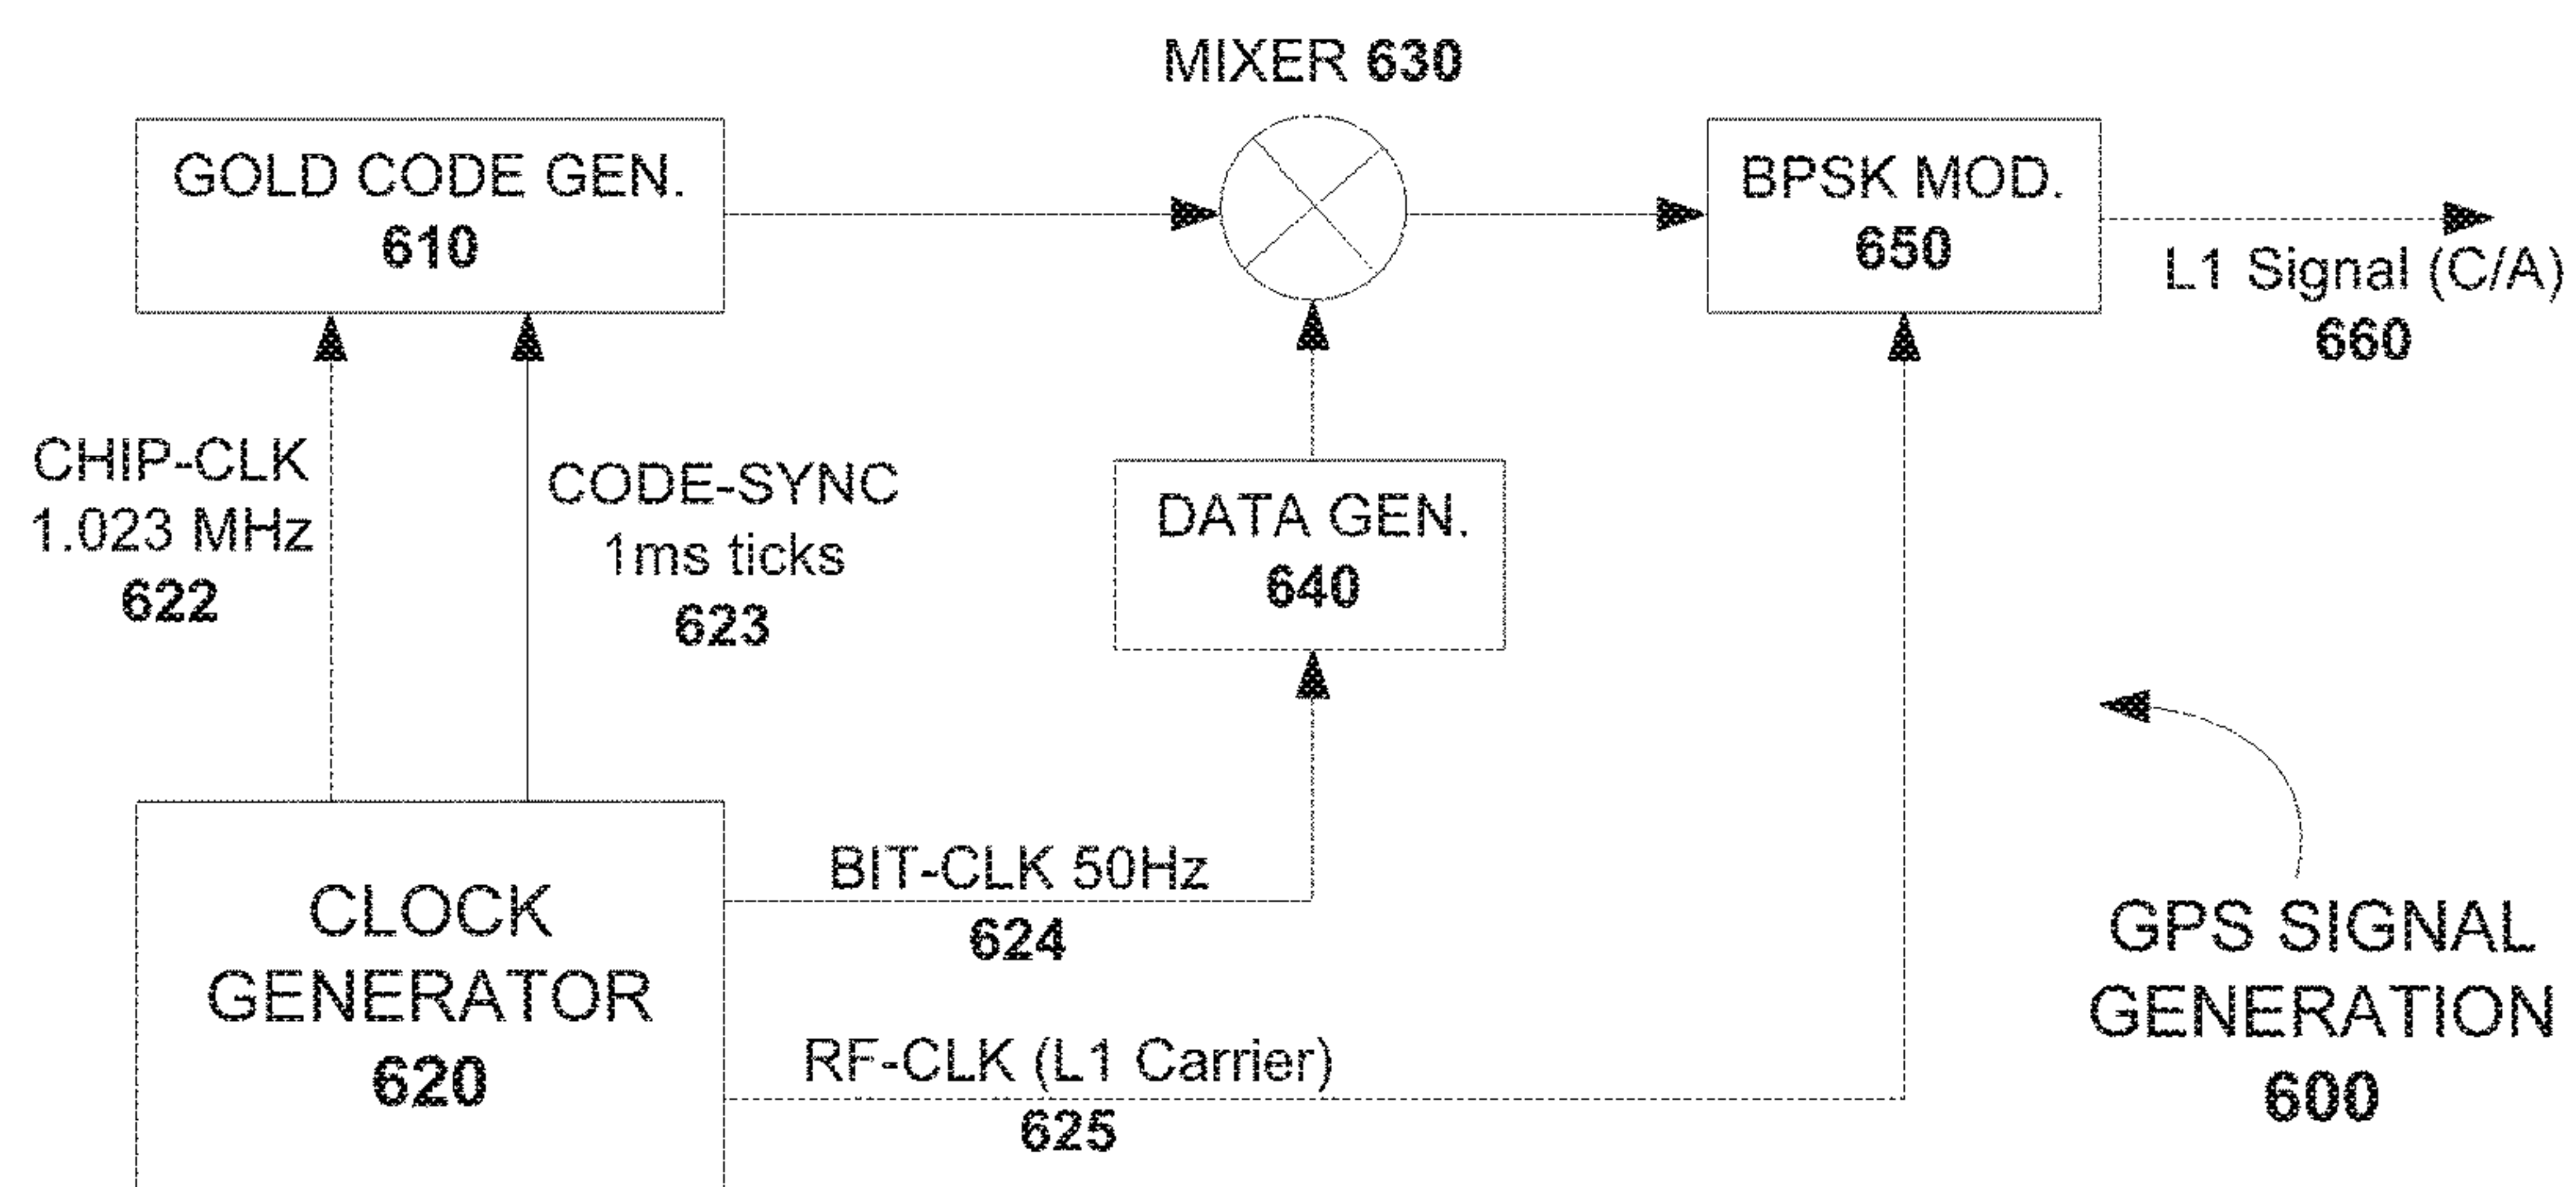 MIXER 630
GOLD CODE GEN.
610
BPSK MOD.
650
L1 Signal (C/A)
660
CHIP-CLK
1.023 MHz
622
CODE-SYNC
1ms ticks
623
DATA GEN.
640
CLOCK
GENERATOR
620
BIT-CLK 50Hz
624
RF-CLK (L1 Carrier)
625
GPS SIGNAL
GENERATION
600